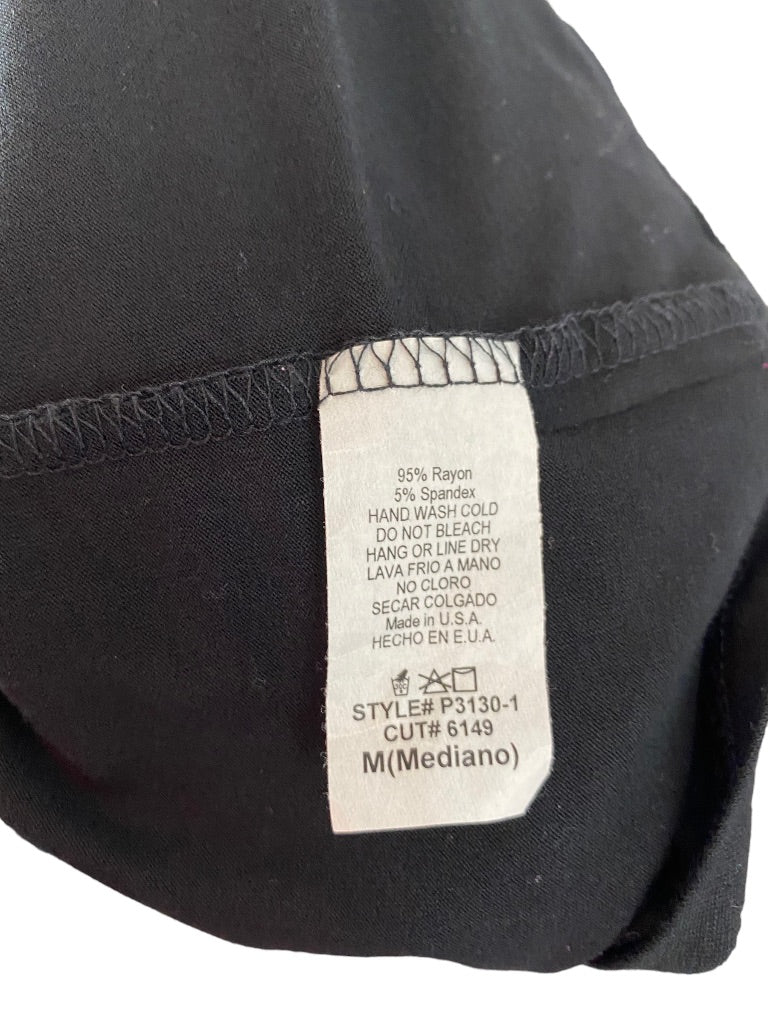 95% Rayon
5% Spandex
HAND WASH COLD
DO NOT BLEACH
HANG OR LINE DRY
LAVA FRIO A MANO
NO CLORO
SECAR COLGADO
Made in U.S.A.
HECHO EN E.U.A.
STYLE# P3130-1
CUT# 6149
M(Mediano)